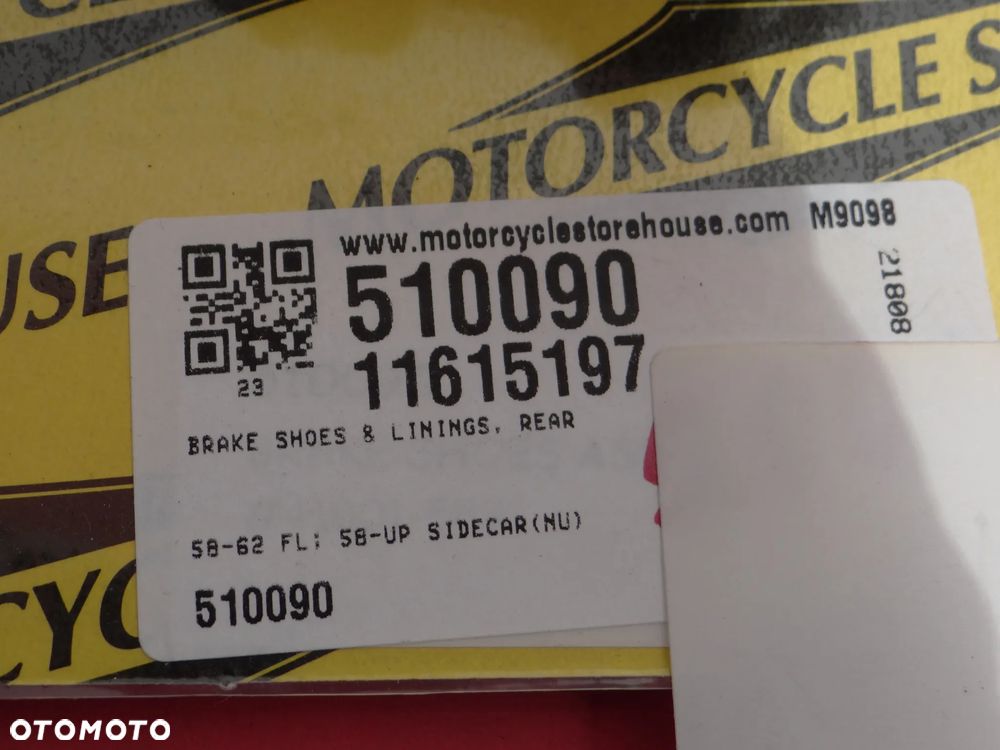 MOTORCYCLE S
USE
www.motorcyclestorehouse.com M9098
21808
510090
11615197
23
BRAKE SHOES & LININGS, REAR
58-62 FL; 58-UP SIDECAR(NU)
510090
CYC
OTOMOTO